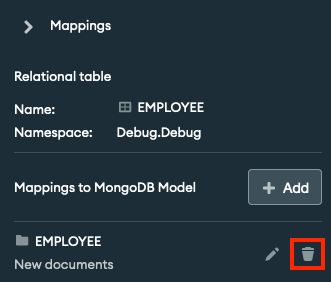 Mappings
Relational table
Name: EMPLOYEE
Namespace: Debug.Debug
Mappings to MongoDB Model
+ Add
EMPLOYEE
New documents